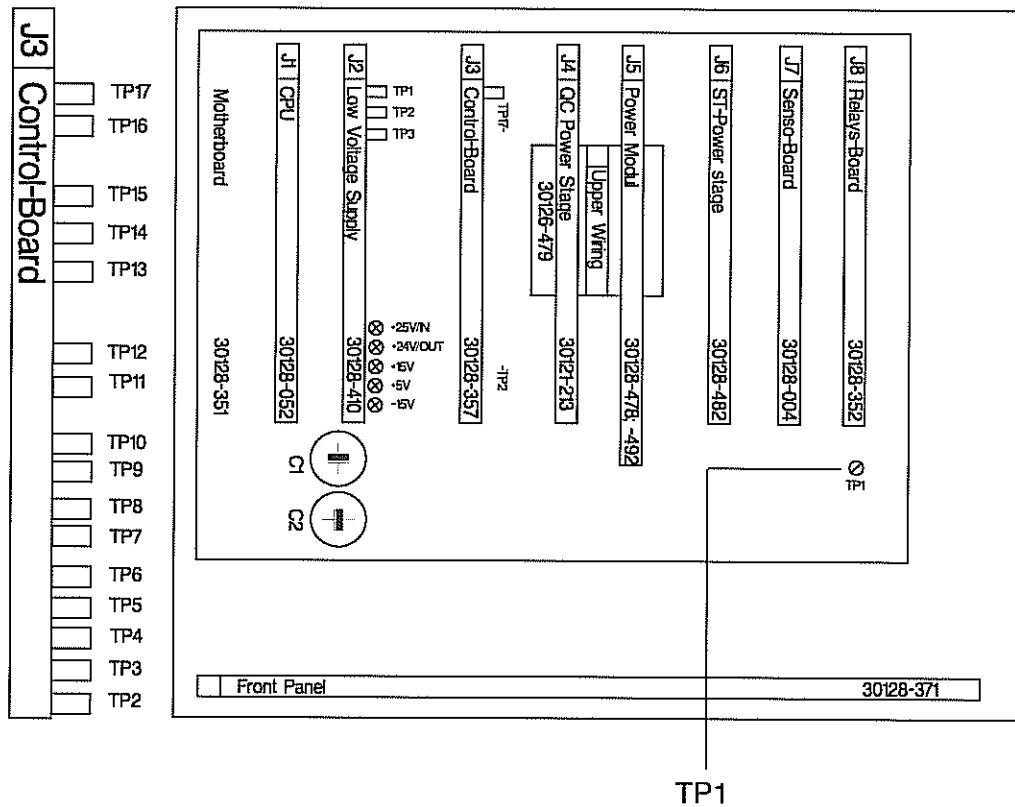 J3 Control-Board
TP17
TP16
TP15
TP14
TP13
TP12
TP11
TP10
TP9
TP8
TP7
TP6
TP5
TP4
TP3
TP2
Motherboard 30128-351
J1 CPU 30128-052
J2 Low Voltage Supply 30128-410
TP1
TP2
TP3
+25V/IN
+24V/OUT
+15V
+5V
-15V
C1
C2
J3 Control-Board 30128-357
TP17-
-TP2
J4 QC Power Stage 30121-213
30126-479
Upper Wiring
J5 Power Modul 30128-478; -492
J6 ST-Power stage 30128-482
J7 Senso-Board 30128-004
J8 Relays-Board 30128-352
TP1
Front Panel 30128-371
TP1